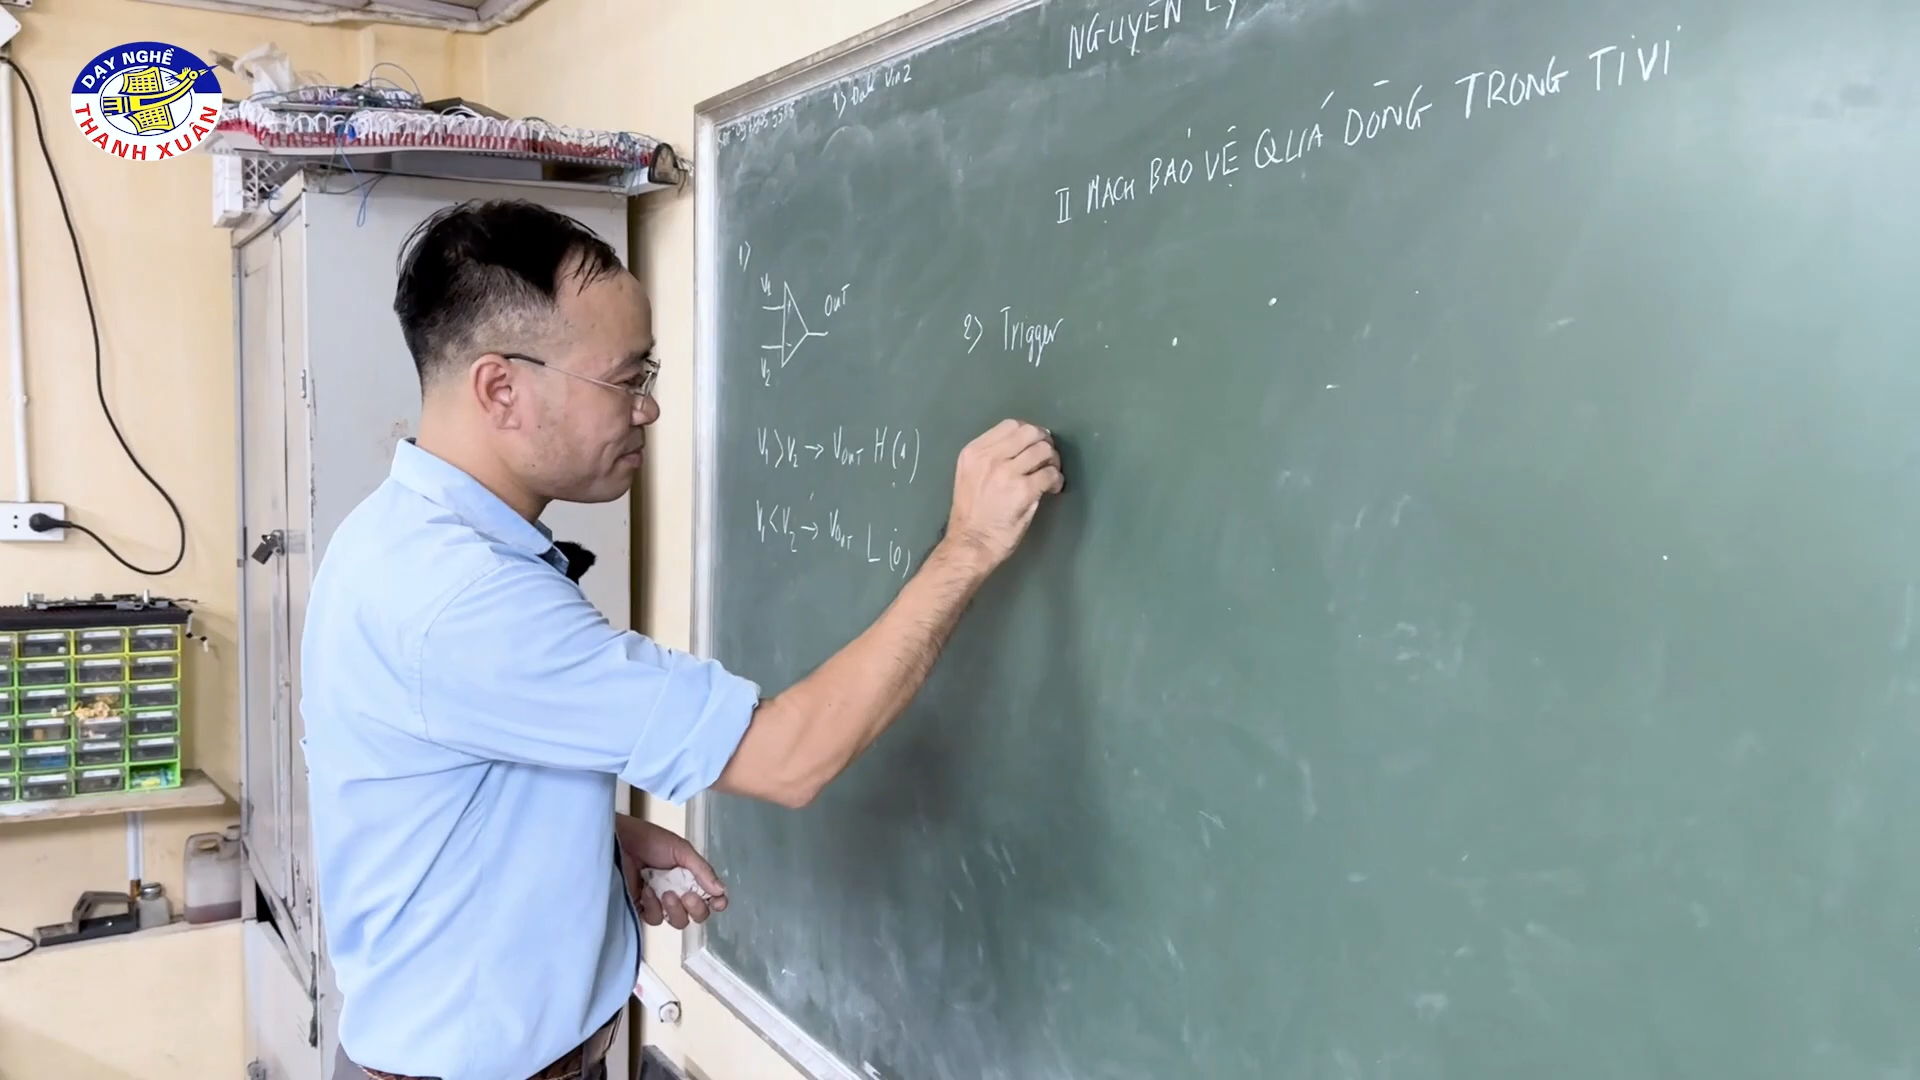 DẠY NGHỀ
THANH XUÂN
NGUYÊN LÝ
II MẠCH BẢO VỆ QUÁ DÒNG TRONG TIVI
1)
V1
OUT
V2
V1 > V2 → VOUT H (1)
V1 < V2 → VOUT L (0)
2) Trigger